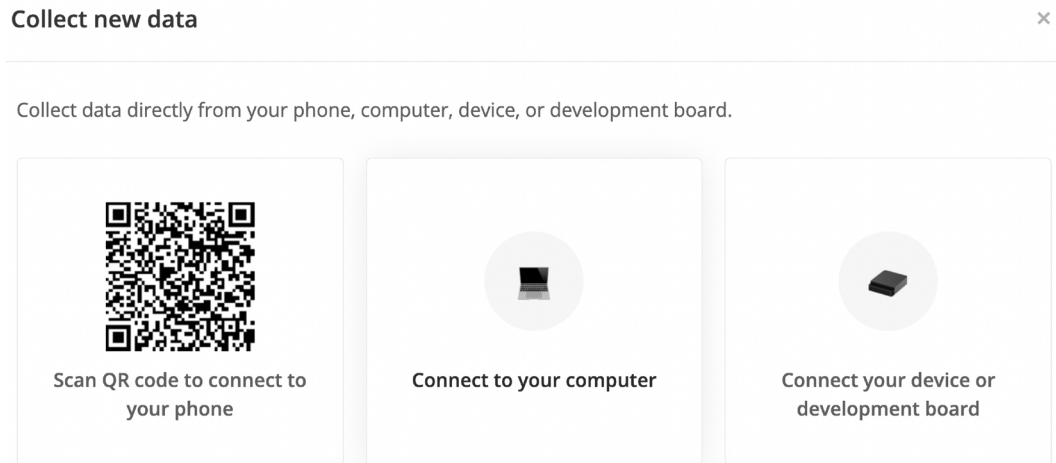 Collect new data
×
Collect data directly from your phone, computer, device, or development board.
Scan QR code to connect to
your phone
Connect to your computer
Connect your device or
development board